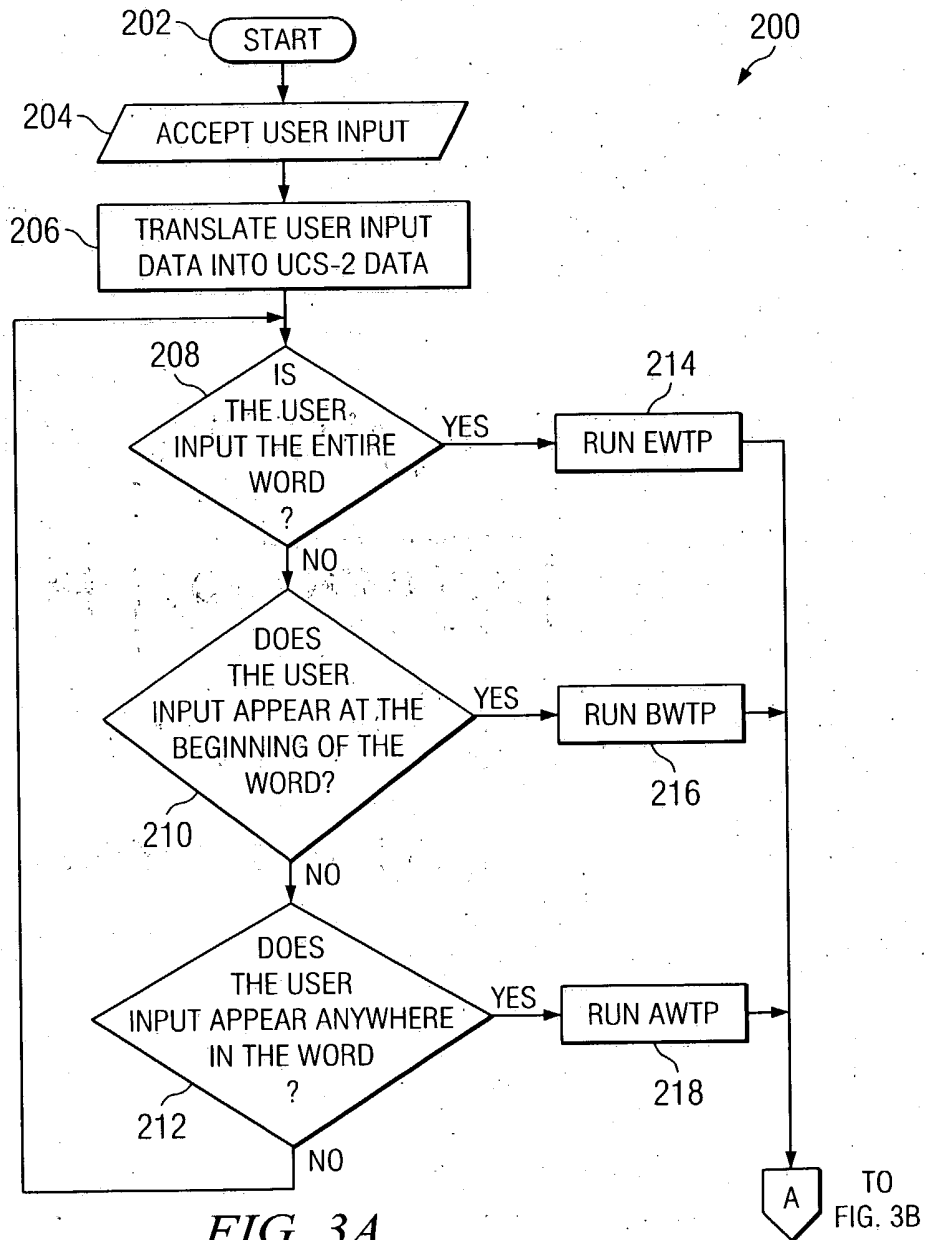 202
START
200
204
ACCEPT USER INPUT
206
TRANSLATE USER INPUT
DATA INTO UCS-2 DATA
208
IS
THE USER
INPUT THE ENTIRE
WORD
?
YES
214
RUN EWTP
NO
DOES
THE USER
INPUT APPEAR AT THE
BEGINNING OF THE
WORD?
210
YES
RUN BWTP
216
NO
DOES
THE USER
INPUT APPEAR ANYWHERE
IN THE WORD
?
212
YES
RUN AWTP
218
NO
A
TO
FIG. 3B
FIG. 3A